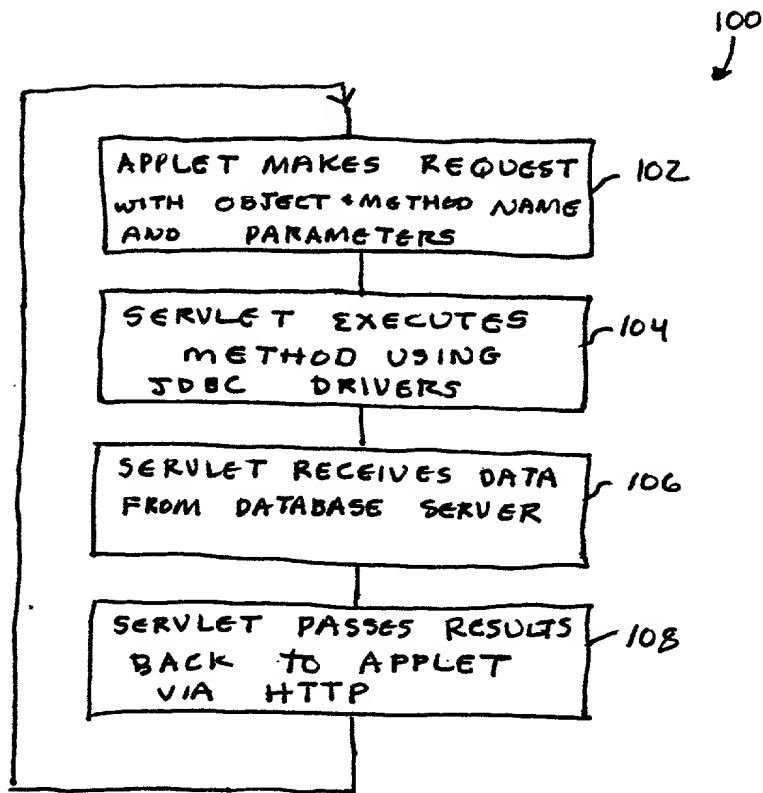 100
APPLET MAKES REQUEST
WITH OBJECT + METHOD NAME
AND PARAMETERS
102
SERVLET EXECUTES
METHOD USING
JDBC DRIVERS
104
SERVLET RECEIVES DATA
FROM DATABASE SERVER
106
SERVLET PASSES RESULTS
BACK TO APPLET
VIA HTTP
108